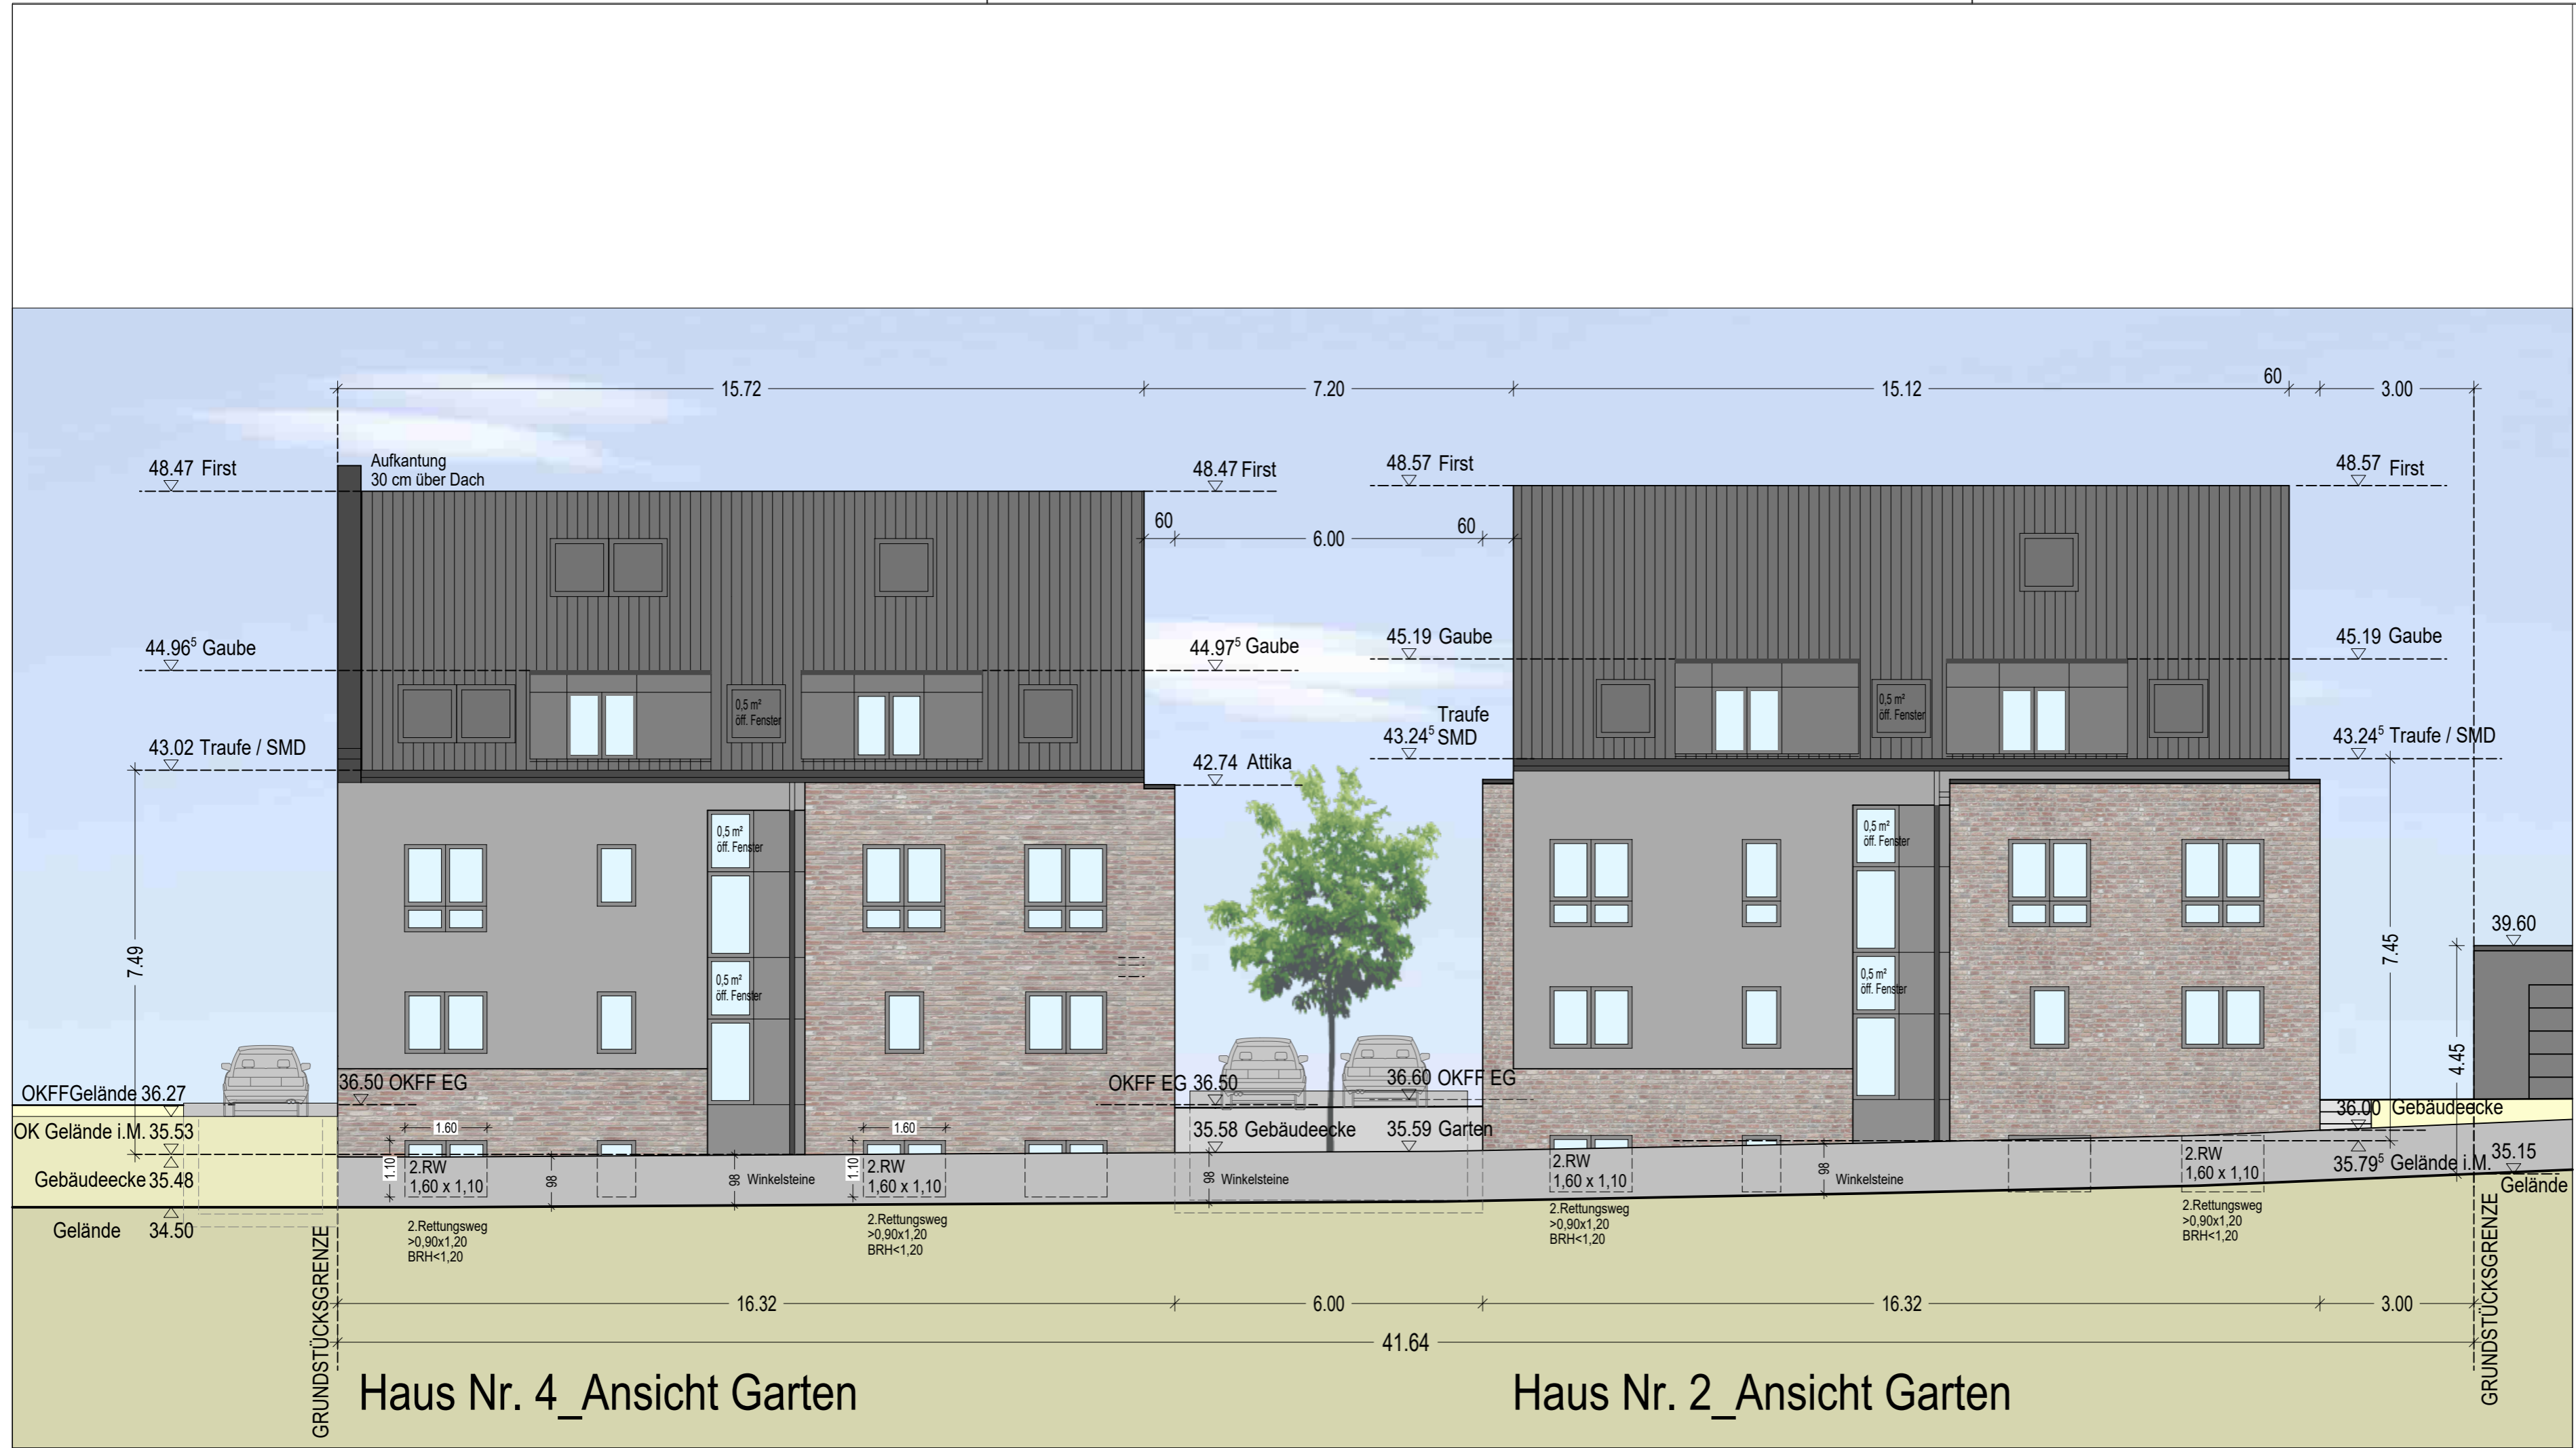 15.72
7.20
15.12
60
3.00
48.47 First
Aufkantung
30 cm über Dach
48.47 First
48.57 First
48.57 First
60
6.00
60
44.96⁵ Gaube
44.97⁵ Gaube
45.19 Gaube
45.19 Gaube
0,5 m²
öff. Fenster
0,5 m²
öff. Fenster
43.02 Traufe / SMD
42.74 Attika
Traufe
43.24⁵ SMD
43.24⁵ Traufe / SMD
0,5 m²
öff. Fenster
0,5 m²
öff. Fenster
7.49
7.45
39.60
0,5 m²
öff. Fenster
0,5 m²
öff. Fenster
4.45
OKFFGelände 36.27
36.50 OKFF EG
OKFF EG 36.50
36.60 OKFF EG
36.00 Gebäudeecke
OK Gelände i.M. 35.53
1.60
1.60
35.58 Gebäudeecke
35.59 Garten
35.79⁵ Gelände i.M.
35.15
Gelände
Gebäudeecke 35.48
1.10
2.RW
1,60 x 1,10
98
98
Winkelsteine
1.10
2.RW
1,60 x 1,10
98
Winkelsteine
2.RW
1,60 x 1,10
98
Winkelsteine
2.RW
1,60 x 1,10
Gelände 34.50
2.Rettungsweg
>0,90x1,20
BRH<1,20
2.Rettungsweg
>0,90x1,20
BRH<1,20
2.Rettungsweg
>0,90x1,20
BRH<1,20
2.Rettungsweg
>0,90x1,20
BRH<1,20
GRUNDSTÜCKSGRENZE
GRUNDSTÜCKSGRENZE
16.32
6.00
16.32
3.00
41.64
Haus Nr. 4_Ansicht Garten
Haus Nr. 2_Ansicht Garten